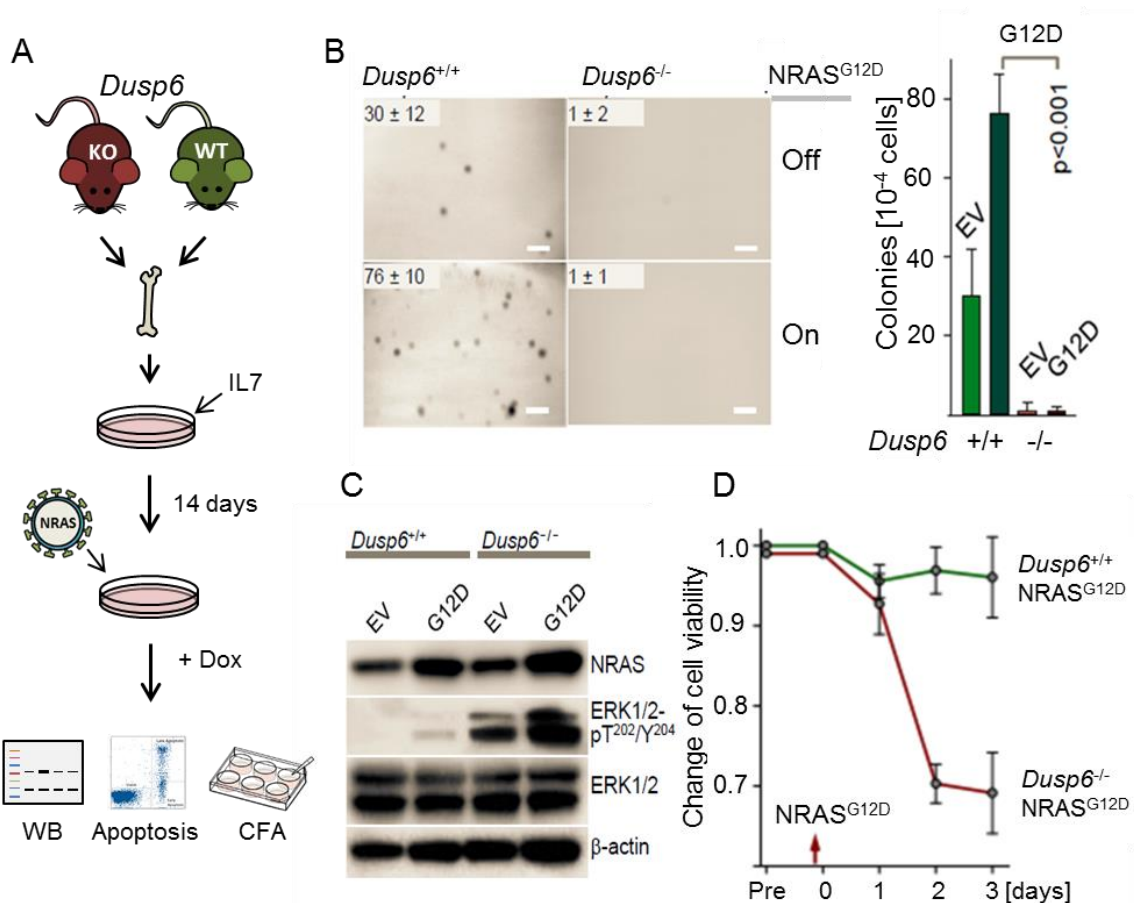 A
Dusp6
KO
WT
IL7
14 days
NRAS
+ Dox
WB
Apoptosis
CFA
B
Dusp6+/+
Dusp6-/-
NRASG12D
30 ± 12
1 ± 2
Off
76 ± 10
1 ± 1
On
G12D
p<0.001
Colonies [10-4 cells]
80
60
40
20
EV
EV
G12D
Dusp6 +/+ -/-
C
Dusp6+/+
Dusp6-/-
EV
G12D
EV
G12D
NRAS
ERK1/2-
pT202/Y204
ERK1/2
β-actin
D
Change of cell viability
1.0
0.9
0.8
0.7
Dusp6+/+
NRASG12D
Dusp6-/-
NRASG12D
NRASG12D
Pre 0 1 2 3 [days]